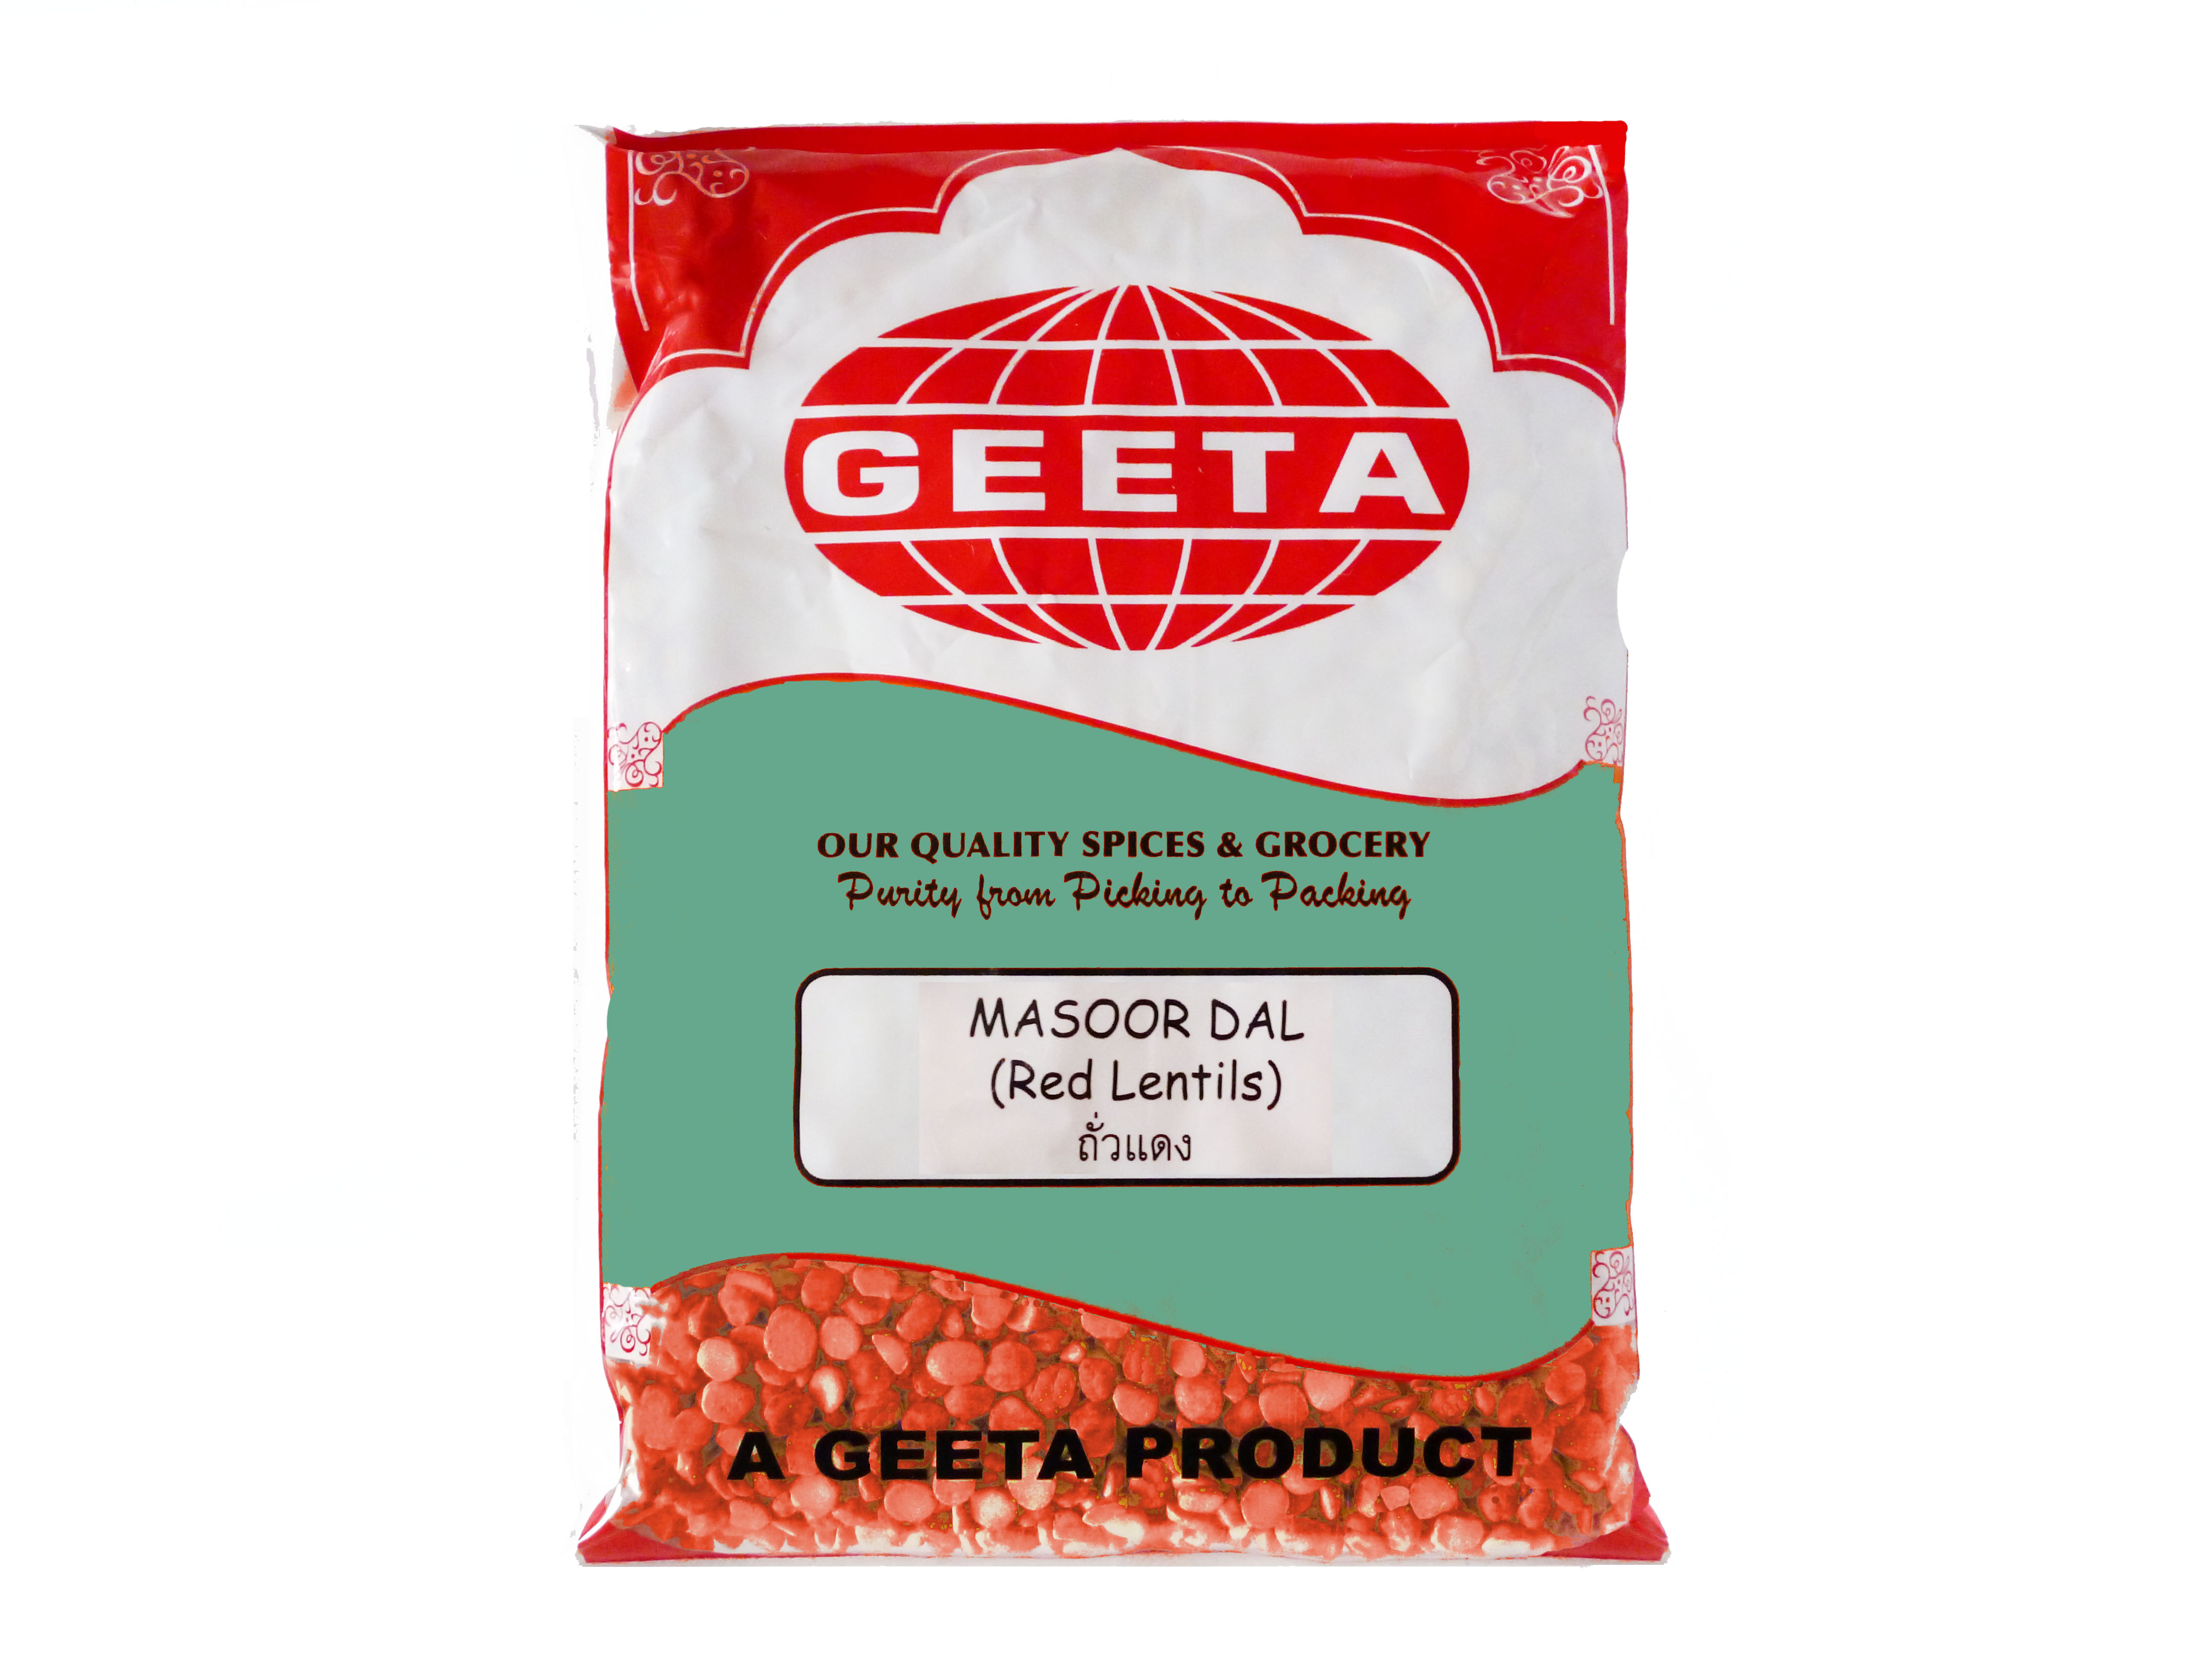 GEETA
OUR QUALITY SPICES & GROCERY
Purity from Picking to Packing
MASOOR DAL
(Red Lentils)
ถั่วแดง
A GEETA PRODUCT